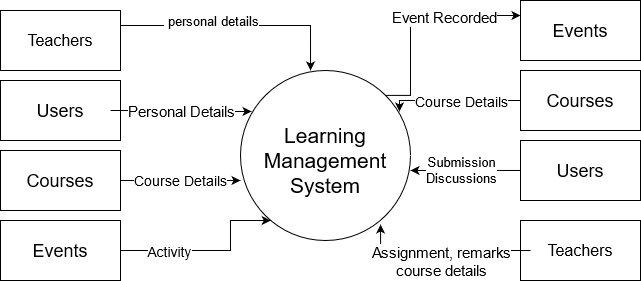 Teachers
personal details
Users
Personal Details
Courses
Course Details
Events
Activity
Learning
Management
System
Event Recorded
Events
Course Details
Courses
Submission
Discussions
Users
Assignment, remarks
course details
Teachers